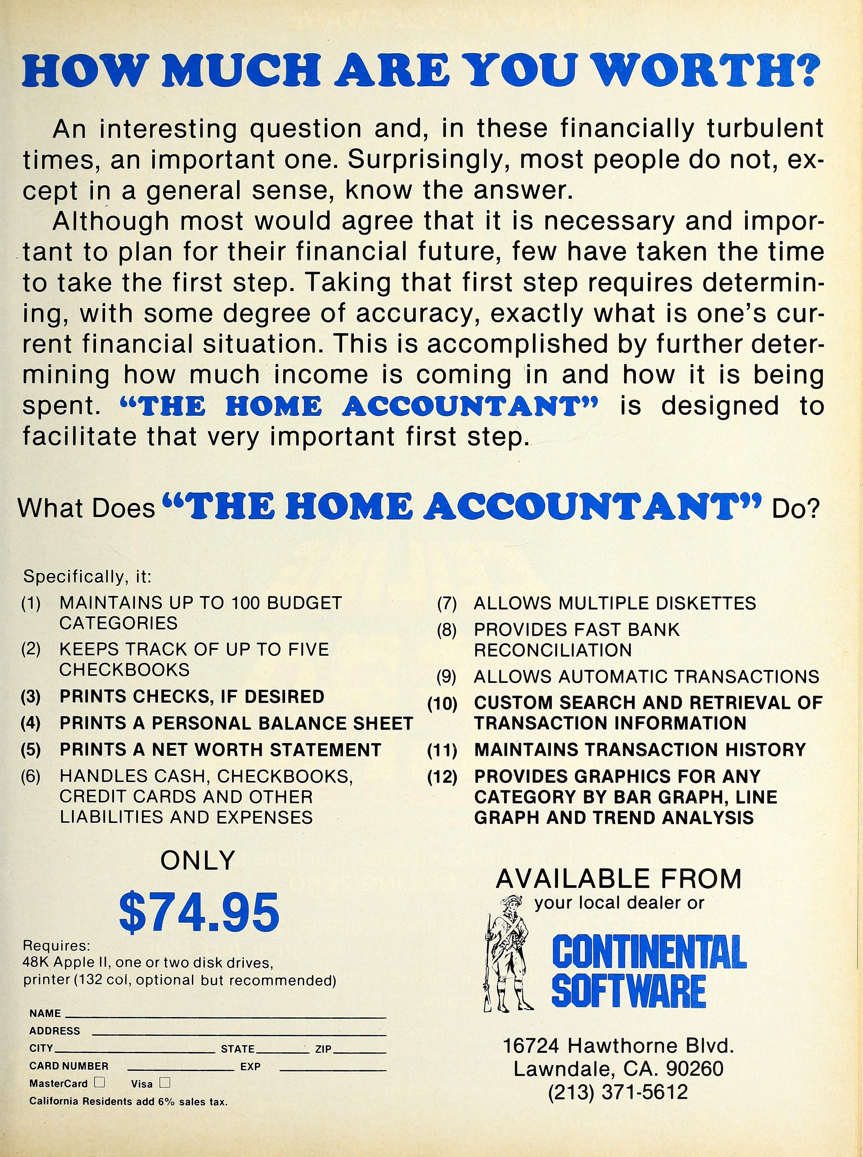 HOW MUCH ARE YOU WORTH?
An interesting question and, in these financially turbulent
times, an important one. Surprisingly, most people do not, ex-
cept in a general sense, know the answer.
Although most would agree that it is necessary and impor-
tant to plan for their financial future, few have taken the time
to take the first step. Taking that first step requires determin-
ing, with some degree of accuracy, exactly what is one's cur-
rent financial situation. This is accomplished by further deter-
mining how much income is coming in and how it is being
spent. “THE HOME ACCOUNTANT” is designed to
facilitate that very important first step.
What Does “THE HOME ACCOUNTANT” Do?
Specifically, it:
(1) MAINTAINS UP TO 100 BUDGET
CATEGORIES
(2) KEEPS TRACK OF UP TO FIVE
CHECKBOOKS
(3) PRINTS CHECKS, IF DESIRED
(4) PRINTS A PERSONAL BALANCE SHEET
(5) PRINTS A NET WORTH STATEMENT
(6) HANDLES CASH, CHECKBOOKS,
CREDIT CARDS AND OTHER
LIABILITIES AND EXPENSES
(7) ALLOWS MULTIPLE DISKETTES
(8) PROVIDES FAST BANK
RECONCILIATION
(9) ALLOWS AUTOMATIC TRANSACTIONS
(10) CUSTOM SEARCH AND RETRIEVAL OF
TRANSACTION INFORMATION
(11) MAINTAINS TRANSACTION HISTORY
(12) PROVIDES GRAPHICS FOR ANY
CATEGORY BY BAR GRAPH, LINE
GRAPH AND TREND ANALYSIS
ONLY
$74.95
Requires:
48K Apple II, one or two disk drives,
printer (132 col, optional but recommended)
NAME
ADDRESS
CITY STATE ZIP
CARD NUMBER EXP
MasterCard Visa
California Residents add 6% sales tax.
AVAILABLE FROM
your local dealer or
CONTINENTAL
SOFTWARE
16724 Hawthorne Blvd.
Lawndale, CA. 90260
(213) 371-5612